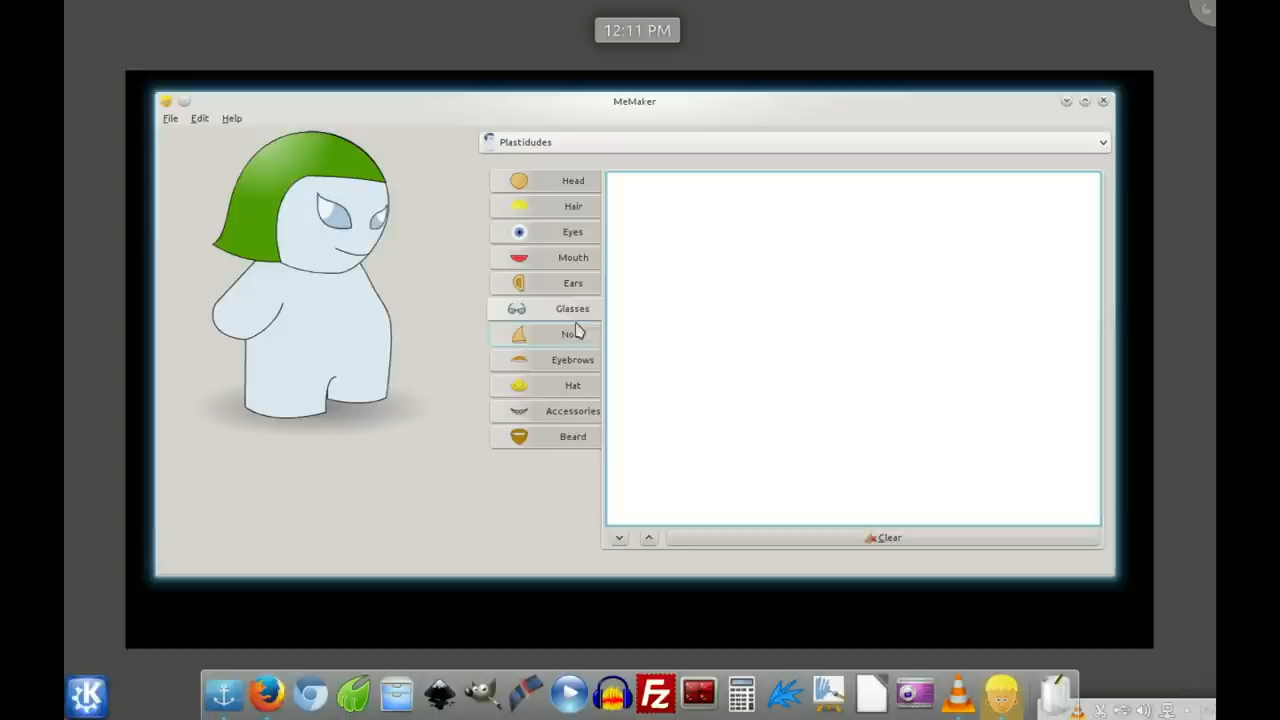 12:11 PM
MeMaker
File Edit Help
Plastidudes
Head
Hair
Eyes
Mouth
Ears
Glasses
Eyebrows
Hat
Accessories
Beard
Clear
Fz